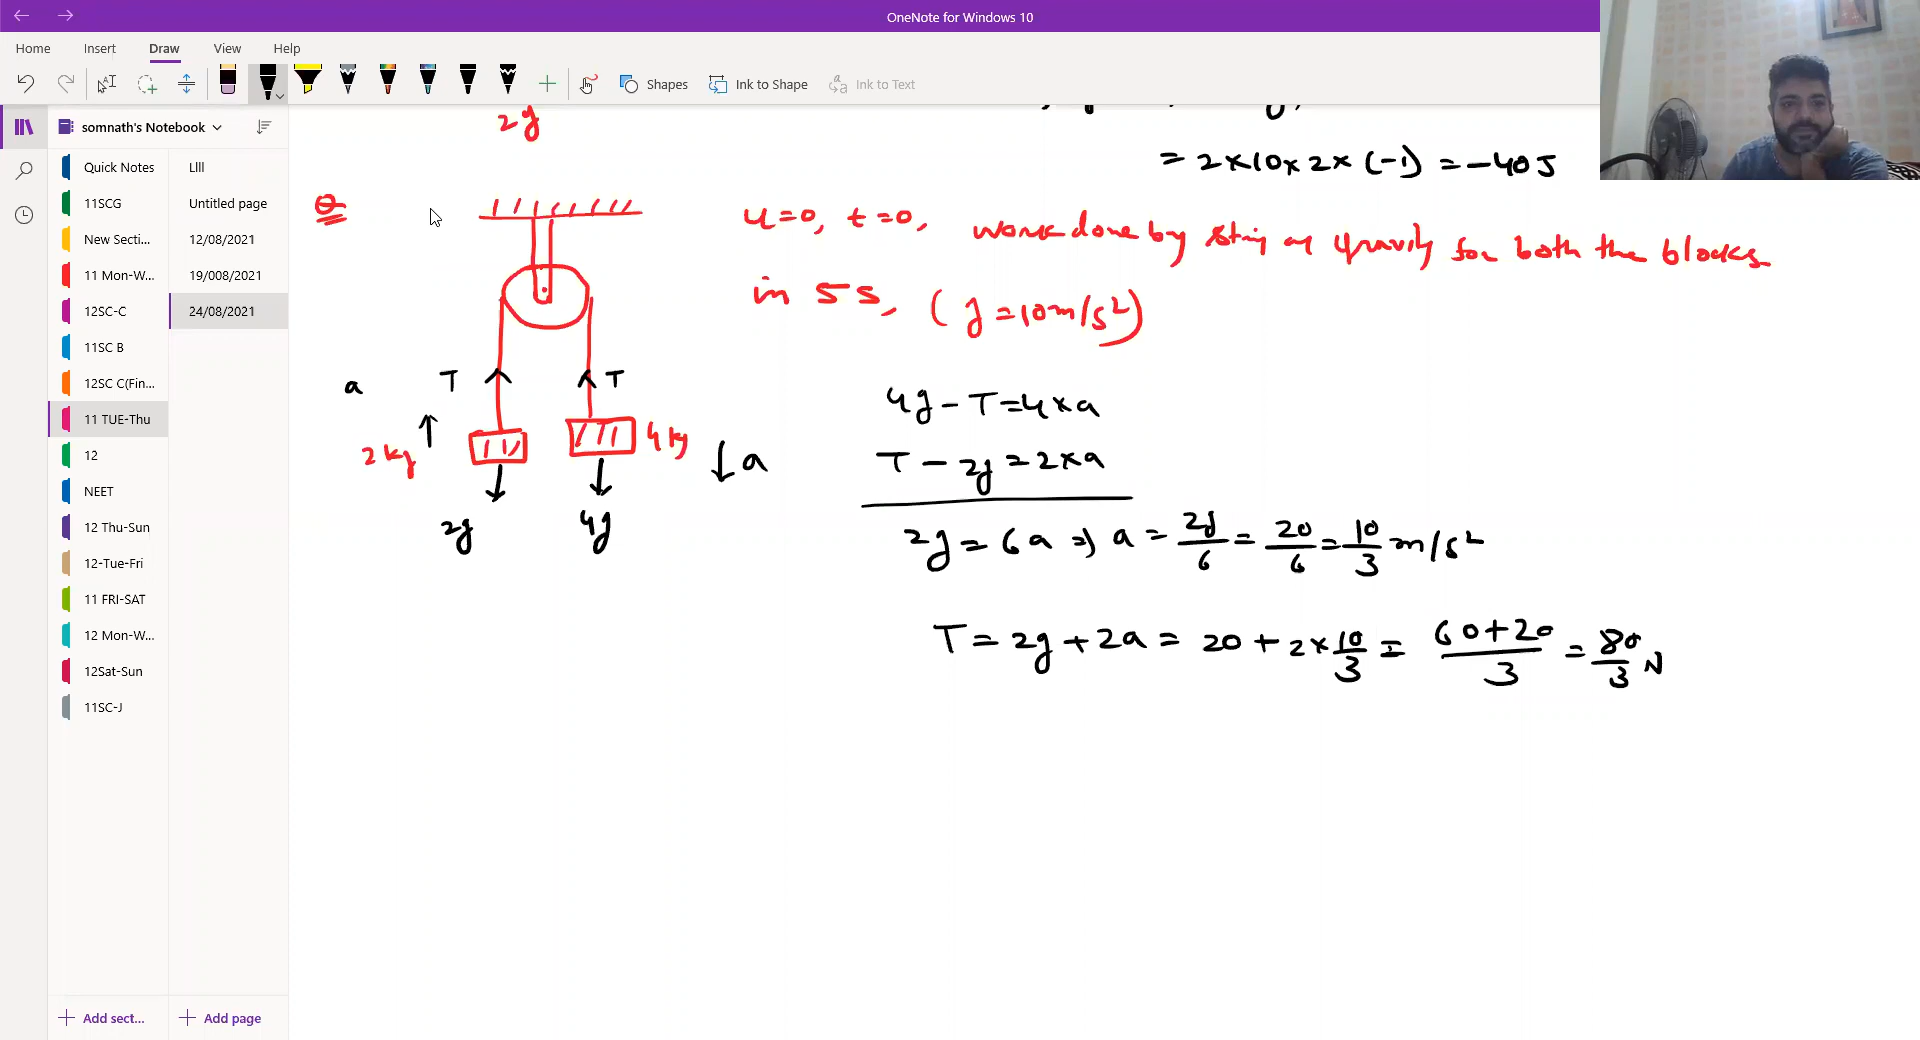 OneNote for Windows 10
Home Insert Draw View Help
Shapes Ink to Shape Ink to Text
somnath's Notebook
Quick Notes
11SCG
New Secti...
11 Mon-W...
12SC-C
11SC B
12SC C(Fin...
11 TUE-Thu
12
NEET
12 Thu-Sun
12-Tue-Fri
11 FRI-SAT
12 Mon-W...
12Sat-Sun
11SC-J
Add sect...
Llll
Untitled page
12/08/2021
19/008/2021
24/08/2021
Add page
2g
= 2×10×2×(-1) = -40J
Q
u=0, t=0, work done by gravity for both the blocks
in 5s, (g=10m/s²)
T T
a
2kg 4kg
a
2g 4g
4g - T = 4×a
T - 2g = 2×a
2g = 6a ⇒ a = 2g/6 = 20/6 = 10/3 m/s²
T = 2g + 2a = 20 + 2×10/3 = 60+20/3 = 80/3 N